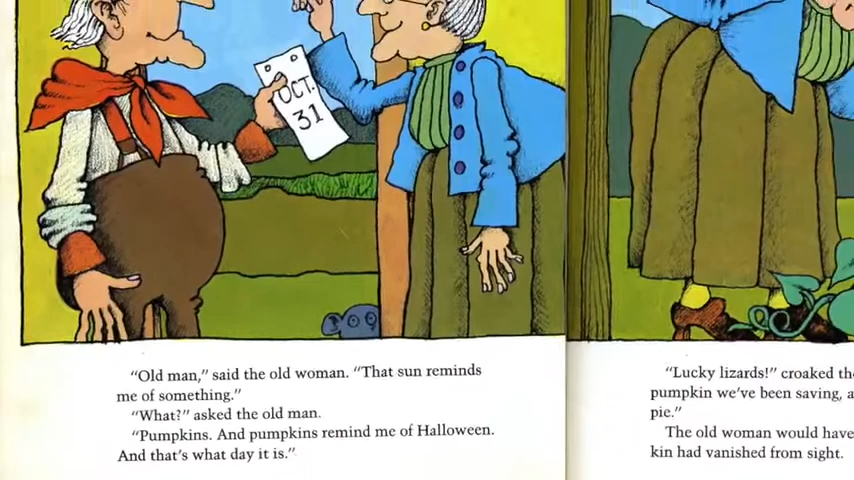 OCT.
31
"Old man," said the old woman. "That sun reminds
me of something."
"What?" asked the old man.
"Pumpkins. And pumpkins remind me of Halloween.
And that's what day it is."
"Lucky lizards!" croaked the
pumpkin we've been saving, a
pie."
The old woman would have
kin had vanished from sight.